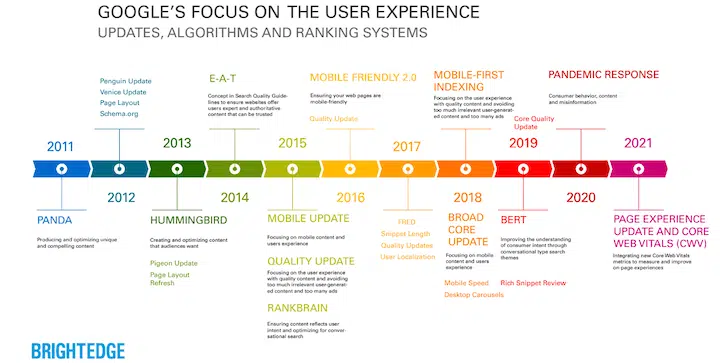 GOOGLE'S FOCUS ON THE USER EXPERIENCE
UPDATES, ALGORITHMS AND RANKING SYSTEMS
Penguin Update
Venice Update
Page Layout
Schema.org
E-A-T
Concept in Search Quality Guide-
lines to ensure websites offer
users expert and authoritative
content that can be trusted
MOBILE FRIENDLY 2.0
Ensuring your web pages are
mobile-friendly
Quality Update
MOBILE-FIRST
INDEXING
Focusing on the user experience
with quality content and avoiding
too much irrelevant user-generat-
ed content and too many ads
Core Quality
Update
PANDEMIC RESPONSE
Consumer behavior, content
and misinformation
2011
2013
2015
2017
2019
2021
2012
2014
2016
2018
2020
PANDA
Producing and optimizing unique
and compelling content
HUMMINGBIRD
Creating and optimizing content
that audiences want
Pigeon Update
Page Layout
Refresh
MOBILE UPDATE
Focusing on mobile content and
users experience
QUALITY UPDATE
Focusing on the user experience
with quality content and avoiding
too much irrelevant user-generat-
ed content and too many ads
RANKBRAIN
Ensuring content reflects user
intent and optimizing for conver-
sational search
FRED
Snippet Length
Quality Updates
User Localization
BROAD
CORE
UPDATE
Focusing on mobile
content and users
experience
Mobile Speed
Desktop Carousels
BERT
Improving the understanding
of consumer intent through
conversational type search
themes
Rich Snippet Review
PAGE EXPERIENCE
UPDATE AND CORE
WEB VITALS (CWV)
Integrating new Core Web Vitals
metrics to measure and improve
on page experiences
BRIGHTEDGE